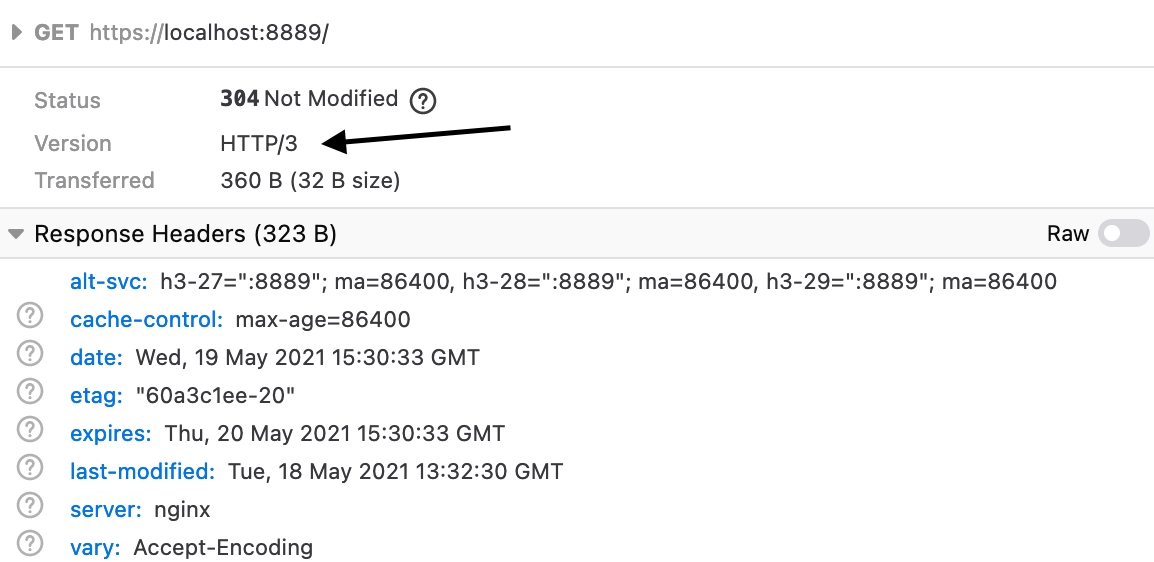 GET https://localhost:8889/
Status 304 Not Modified ?
Version HTTP/3
Transferred 360 B (32 B size)
Response Headers (323 B) Raw
alt-svc: h3-27=":8889"; ma=86400, h3-28=":8889"; ma=86400, h3-29=":8889"; ma=86400
? cache-control: max-age=86400
? date: Wed, 19 May 2021 15:30:33 GMT
? etag: "60a3c1ee-20"
? expires: Thu, 20 May 2021 15:30:33 GMT
? last-modified: Tue, 18 May 2021 13:32:30 GMT
? server: nginx
? vary: Accept-Encoding